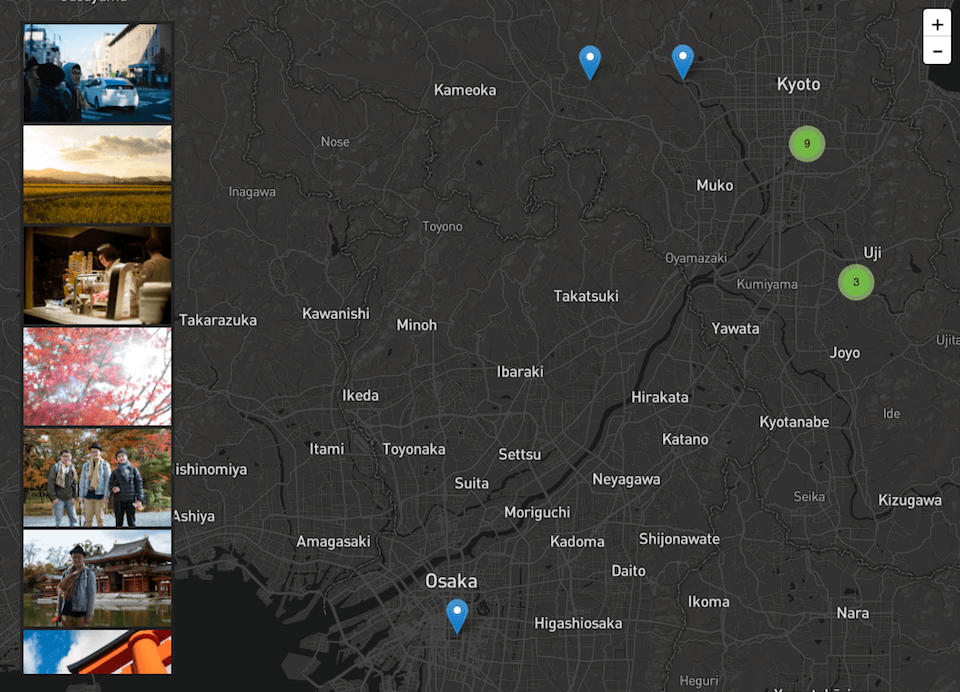 +
−
Kyoto
Kameoka
Nose
9
Muko
Inagawa
Toyono
Uji
Oyamazaki
3
Kumiyama
Takatsuki
Kawanishi
Takarazuka
Minoh
Yawata
Ujita
Joyo
Ibaraki
Ikeda
Hirakata
Ide
Kyotanabe
Katano
Itami
Toyonaka
Settsu
ishinomiya
Neyagawa
Suita
Seika
Kizugawa
Moriguchi
Ashiya
Amagasaki
Kadoma
Shijonawate
Daito
Osaka
Ikoma
Nara
Higashiosaka
Heguri